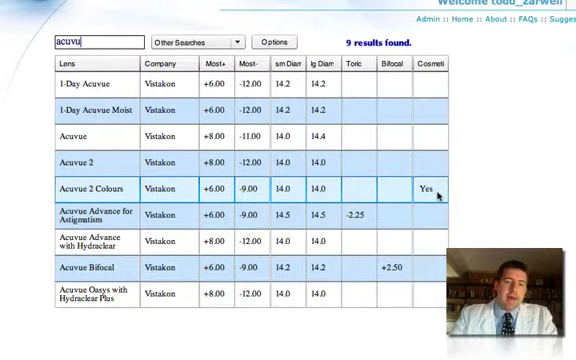 Welcome todd_zarwell
Admin :: Home :: About :: FAQs :: Sugges
acuvu Other Searches Options 9 results found.
Lens Company Most+ Most- sm Diam lg Diam Toric Bifocal Cosmeti
1-Day Acuvue Vistakon +6.00 -12.00 14.2 14.2
1-Day Acuvue Moist Vistakon +6.00 -12.00 14.2 14.2
Acuvue Vistakon +8.00 -11.00 14.0 14.4
Acuvue 2 Vistakon +8.00 -12.00 14.0 14.0
Acuvue 2 Colours Vistakon +6.00 -9.00 14.0 14.0 Yes
Acuvue Advance for
Astigmatism Vistakon +6.00 -9.00 14.5 14.5 -2.25
Acuvue Advance
with Hydraclear Vistakon +8.00 -12.00 14.0 14.0
Acuvue Bifocal Vistakon +6.00 -9.00 14.2 14.2 +2.50
Acuvue Oasys with
Hydraclear Plus Vistakon +8.00 -12.00 14.0 14.0